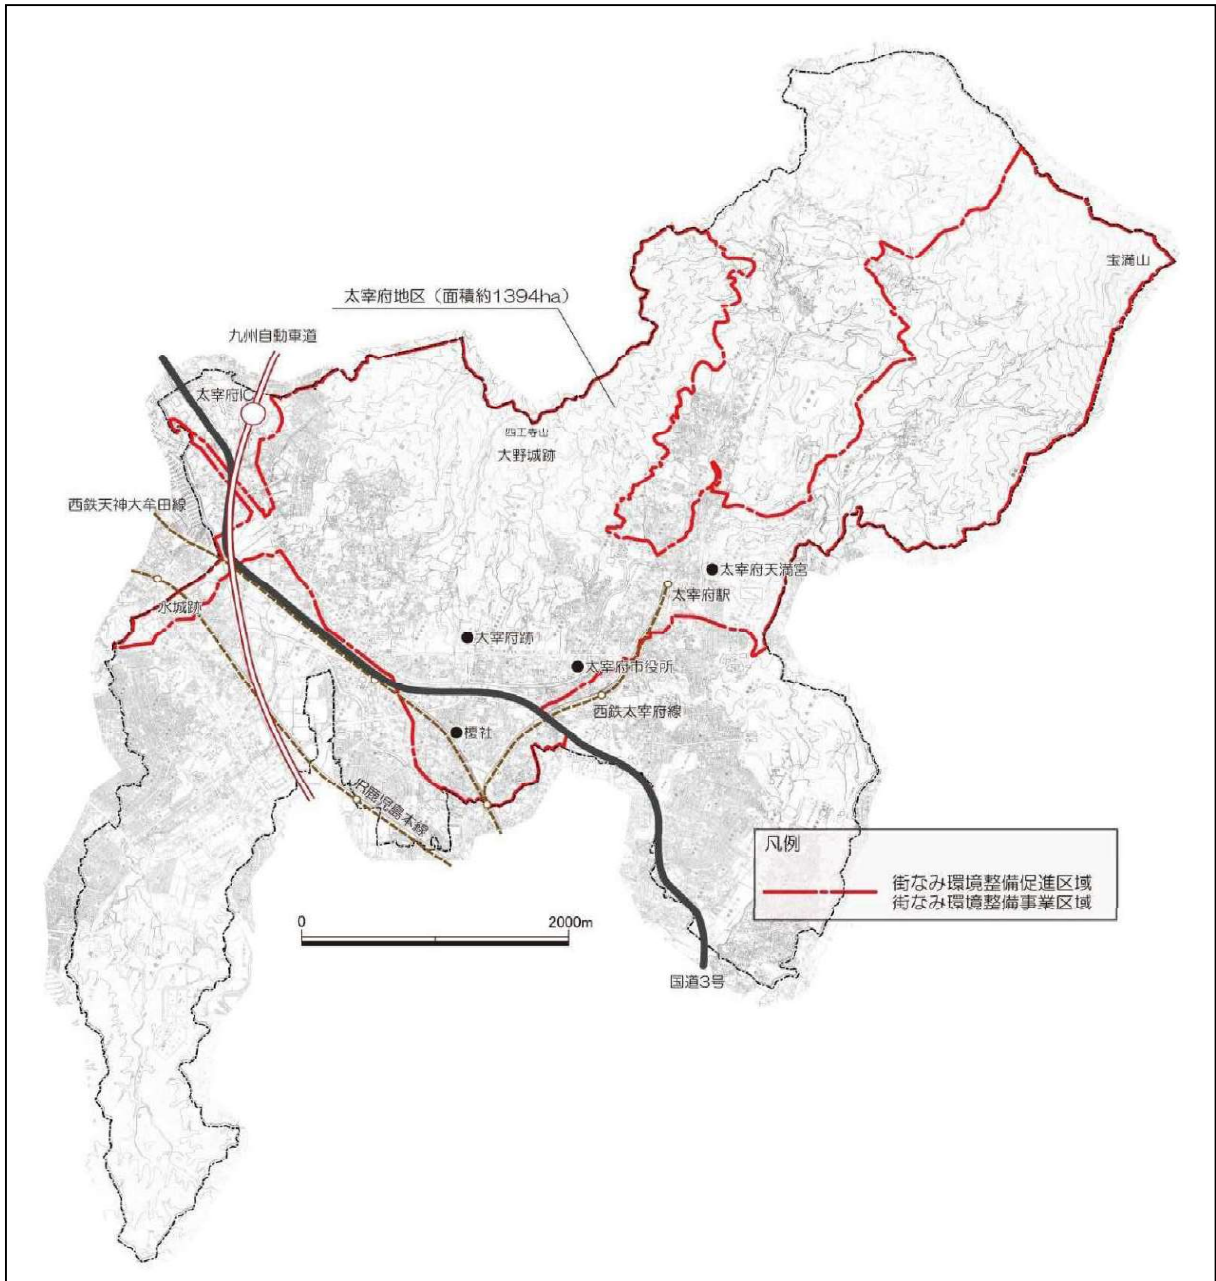 宝満山
太宰府地区（面積約1394ha）
九州自動車道
太宰府IC
四王寺山
大野城跡
西鉄天神大牟田線
太宰府天満宮
太宰府駅
水城跡
大宰府跡
太宰府市役所
西鉄太宰府線
榎社
JR鹿児島本線
凡例
街なみ環境整備促進区域
街なみ環境整備事業区域
0 2000m
国道3号